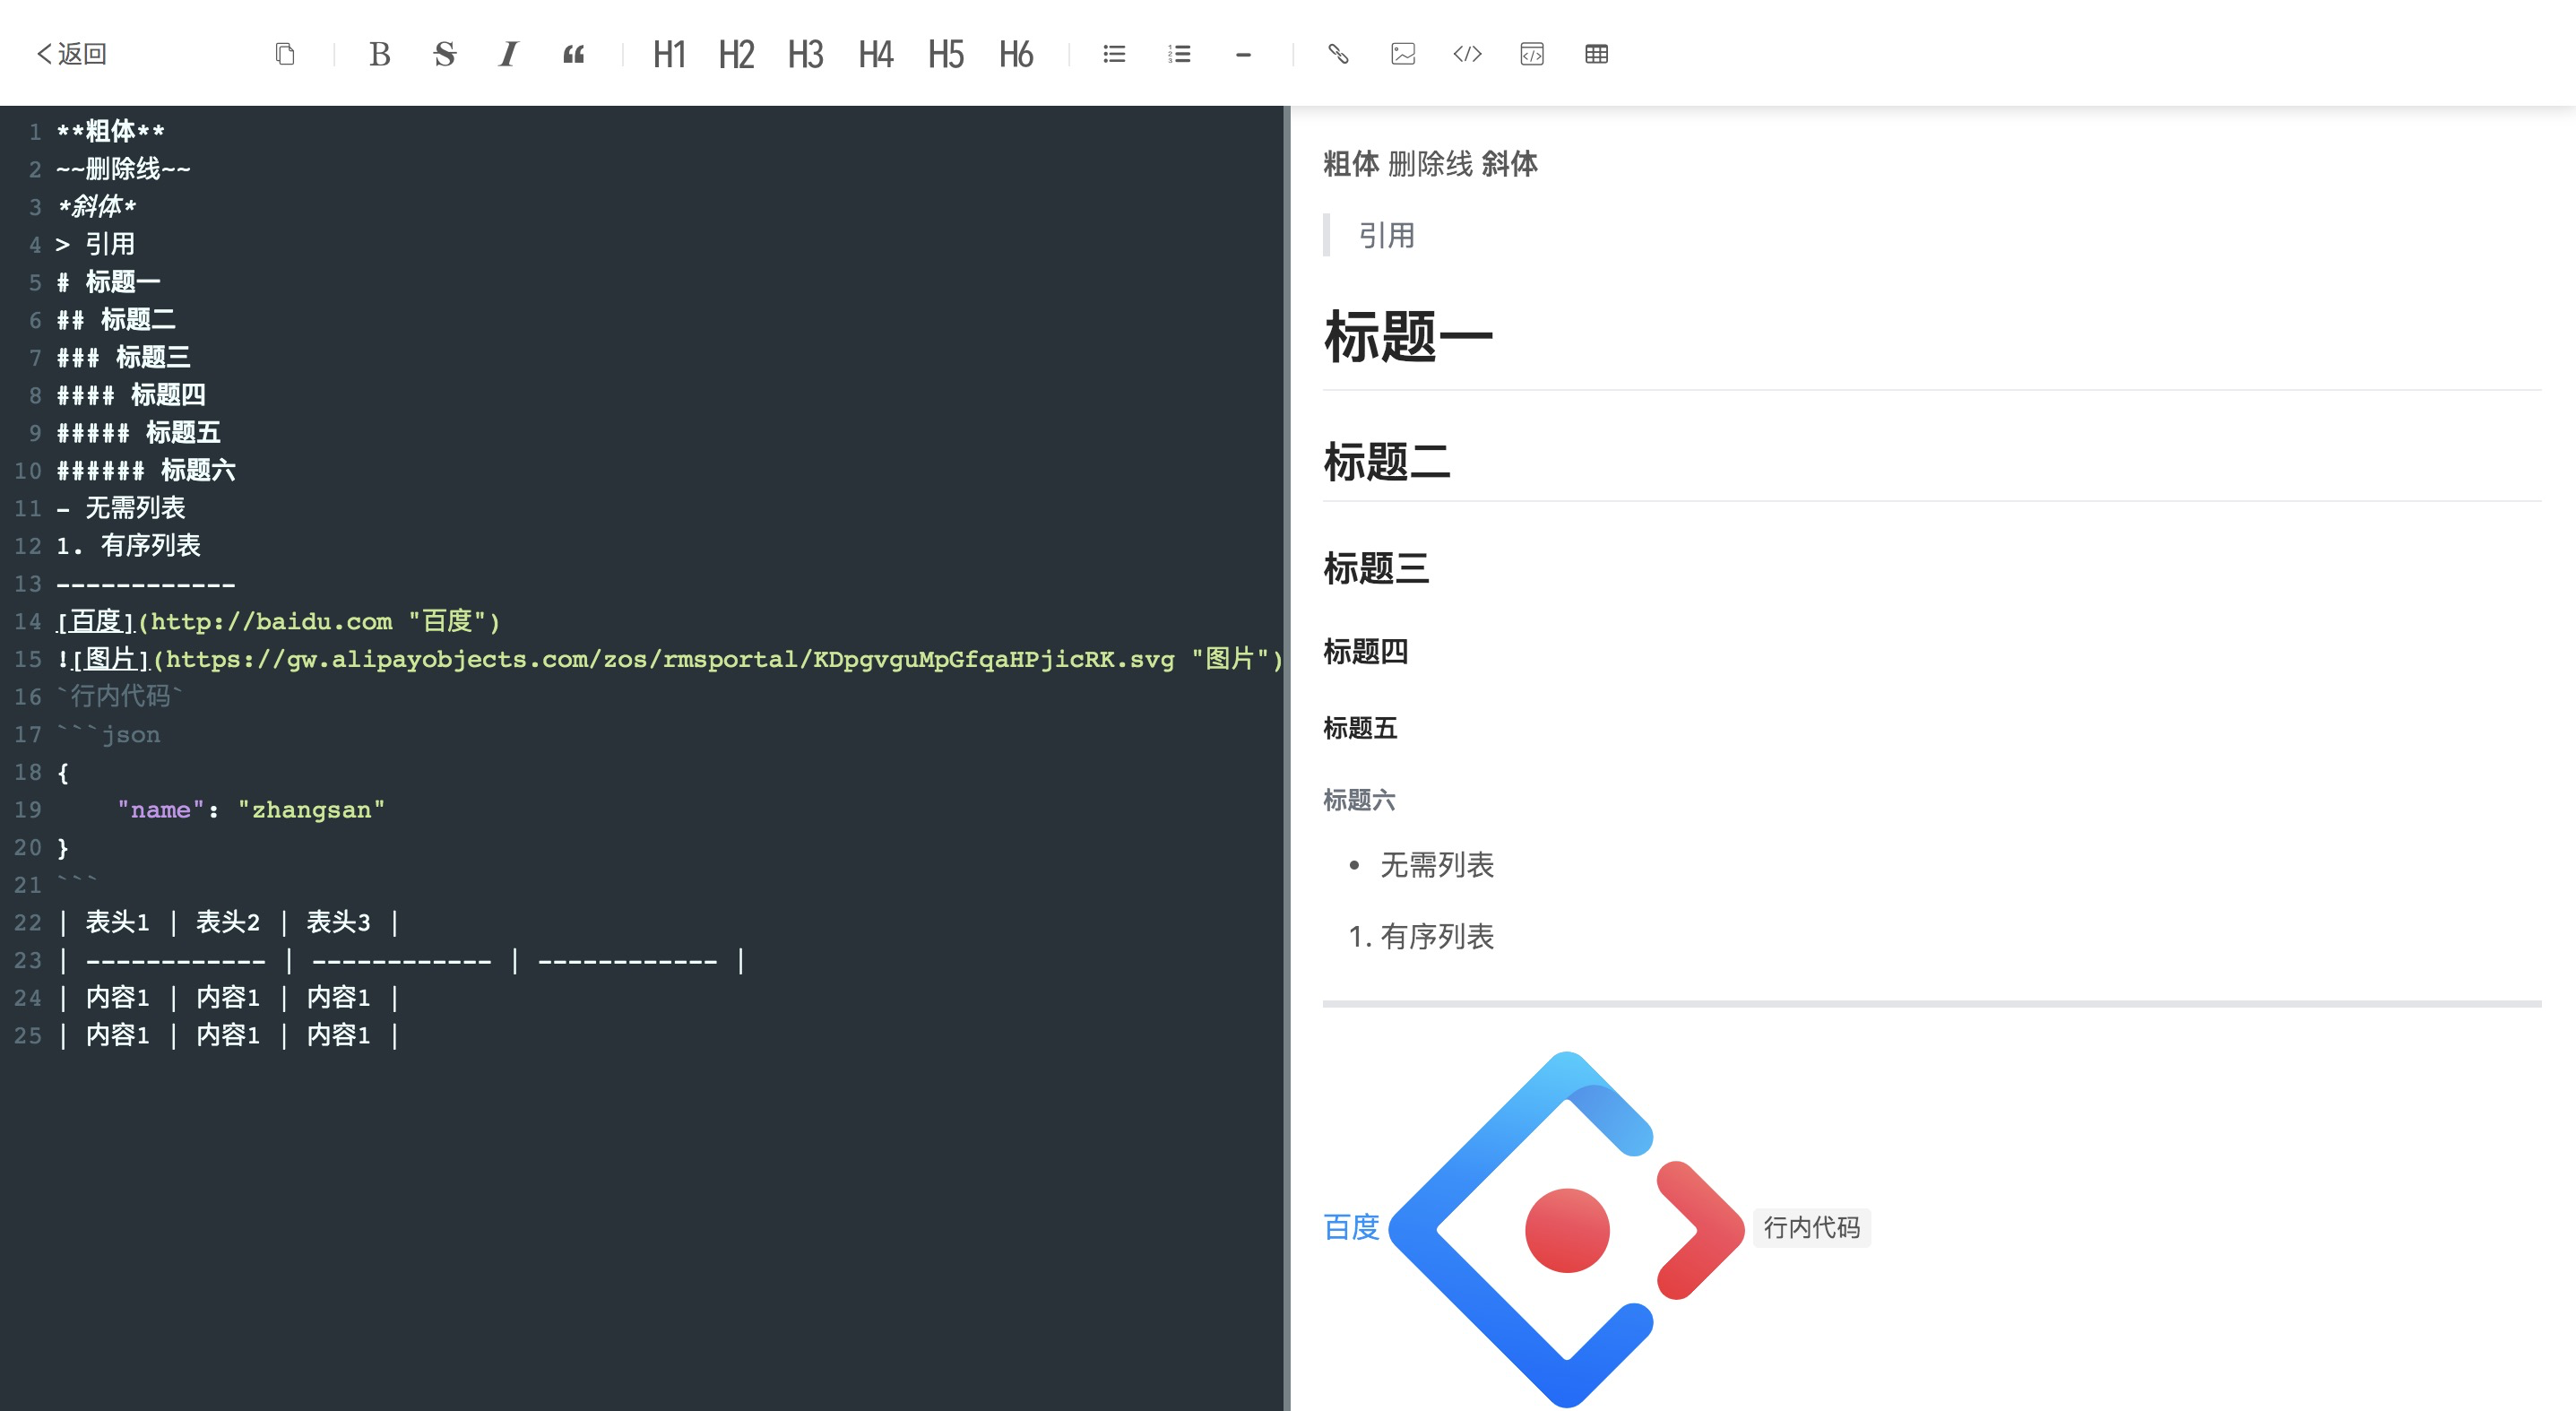 返回 B S I “ H1 H2 H3 H4 H5 H6
1 **粗体**
2 ~~删除线~~
3 *斜体*
4 > 引用
5 # 标题一
6 ## 标题二
7 ### 标题三
8 #### 标题四
9 ##### 标题五
10 ###### 标题六
11 - 无需列表
12 1. 有序列表
13 ------------
14 [百度](http://baidu.com "百度")
15 ![图片](https://gw.alipayobjects.com/zos/rmsportal/KDpgvguMpGfqaHPjicRK.svg "图片")
16 `行内代码`
17 ```json
18 {
19     "name": "zhangsan"
20 }
21 ```
22 | 表头1 | 表头2 | 表头3 |
23 | ------------ | ------------ | ------------ |
24 | 内容1 | 内容1 | 内容1 |
25 | 内容1 | 内容1 | 内容1 |
粗体 删除线 斜体
引用
标题一
标题二
标题三
标题四
标题五
标题六
• 无需列表
1. 有序列表
百度 行内代码